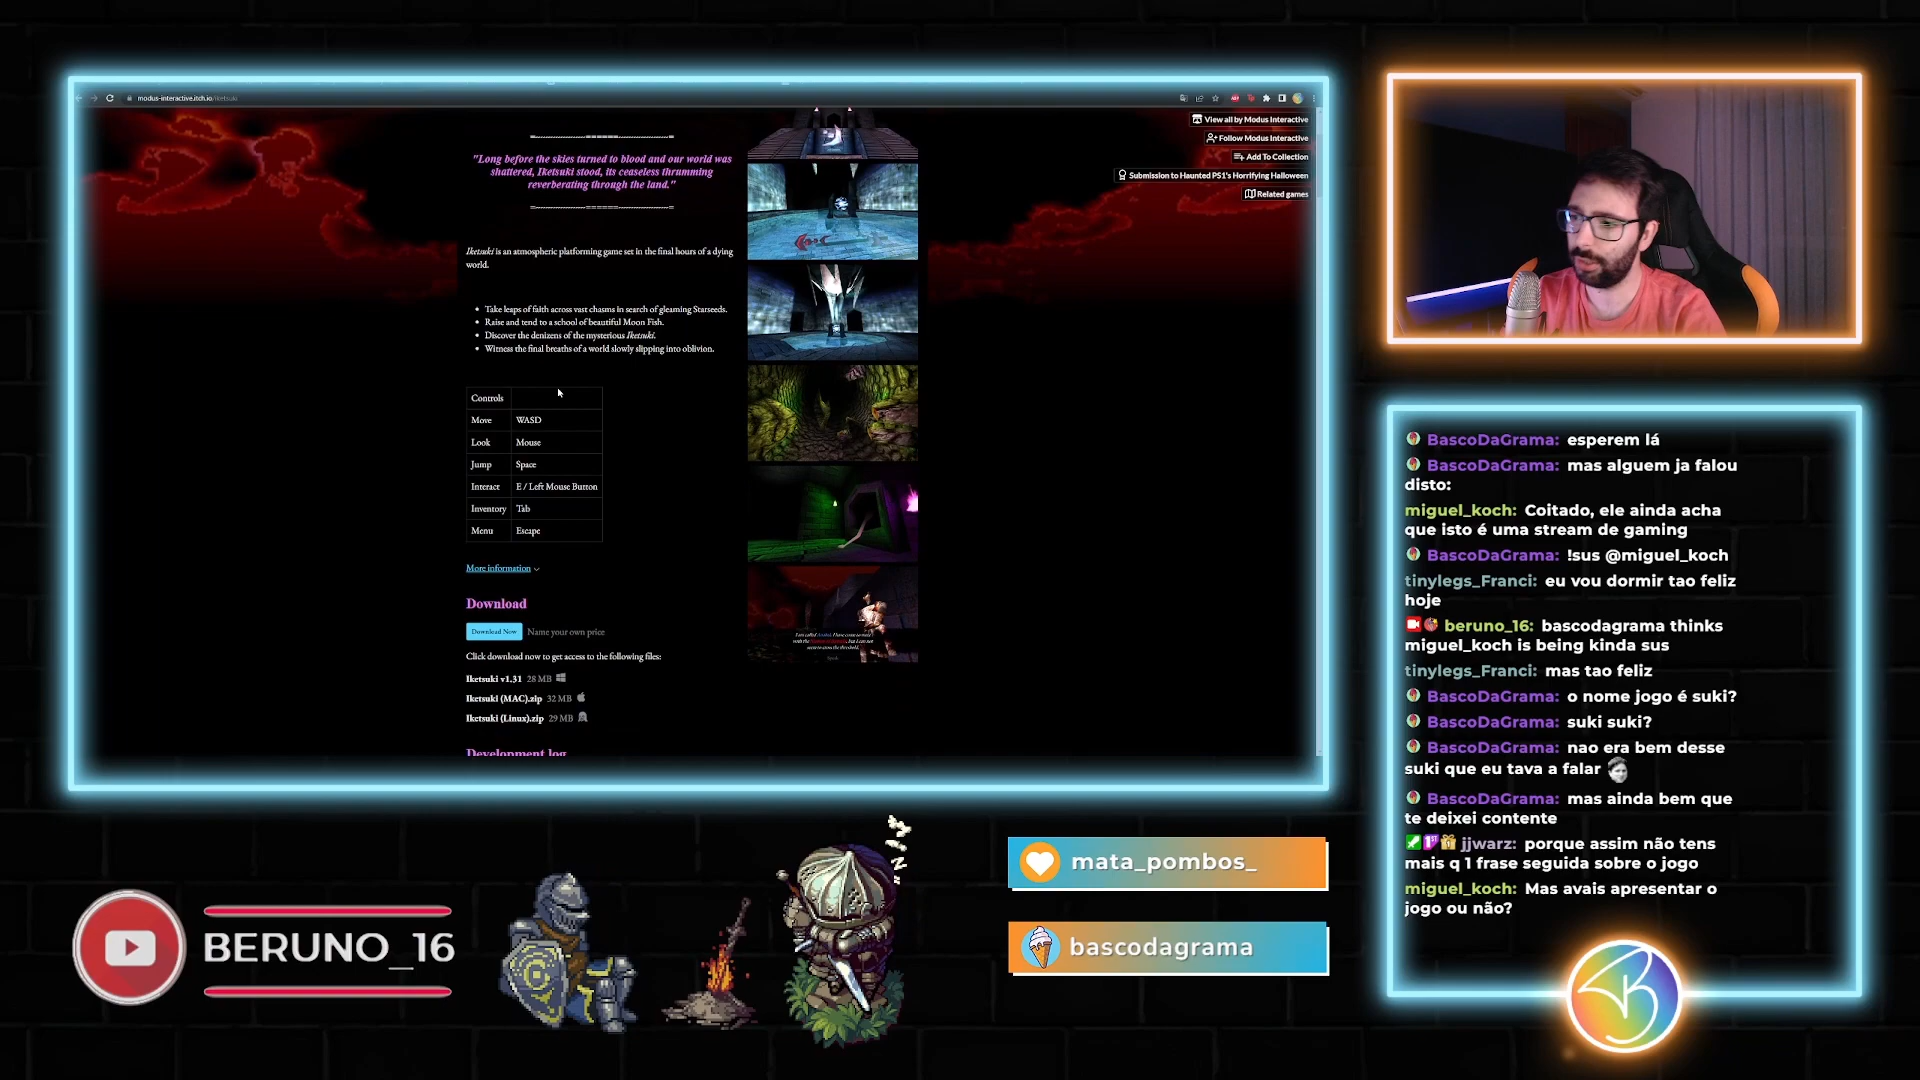 modus-interactive.itch.io/iketsuki
"Long before the skies turned to blood and our world was
shattered, Iketsuki stood, its ceaseless thrumming
reverberating through the land."
Iketsuki is an atmospheric platforming game set in the final hours of a dying
world.
Take leaps of faith across vast chasms in search of gleaming Starseeds.
Raise and tend to a school of beautiful Moon Fish.
Discover the denizens of the mysterious Iketsuki.
Witness the final breaths of a world slowly slipping into oblivion.
Controls
Move WASD
Look Mouse
Jump Space
Interact E / Left Mouse Button
Inventory Tab
Menu Escape
More information
Download
Download Now Name your own price
Click download now to get access to the following files:
Iketsuki v1.31 28 MB
Iketsuki (MAC).zip 32 MB
Iketsuki (Linux).zip 29 MB
Development log
View all by Modus Interactive
Follow Modus Interactive
Add To Collection
Submission to Haunted PS1's Horrifying Halloween
Related games
BascoDaGrama: esperem lá
BascoDaGrama: mas alguem ja falou
disto:
miguel_koch: Coitado, ele ainda acha
que isto é uma stream de gaming
BascoDaGrama: !sus @miguel_koch
tinylegs_Franci: eu vou dormir tao feliz
hoje
beruno_16: bascodagrama thinks
miguel_koch is being kinda sus
tinylegs_Franci: mas tao feliz
BascoDaGrama: o nome jogo é suki?
BascoDaGrama: suki suki?
BascoDaGrama: nao era bem desse
suki que eu tava a falar
BascoDaGrama: mas ainda bem que
te deixei contente
jjwarz: porque assim não tens
mais q 1 frase seguida sobre o jogo
miguel_koch: Mas avais apresentar o
jogo ou não?
BERUNO_16
mata_pombos_
bascodagrama